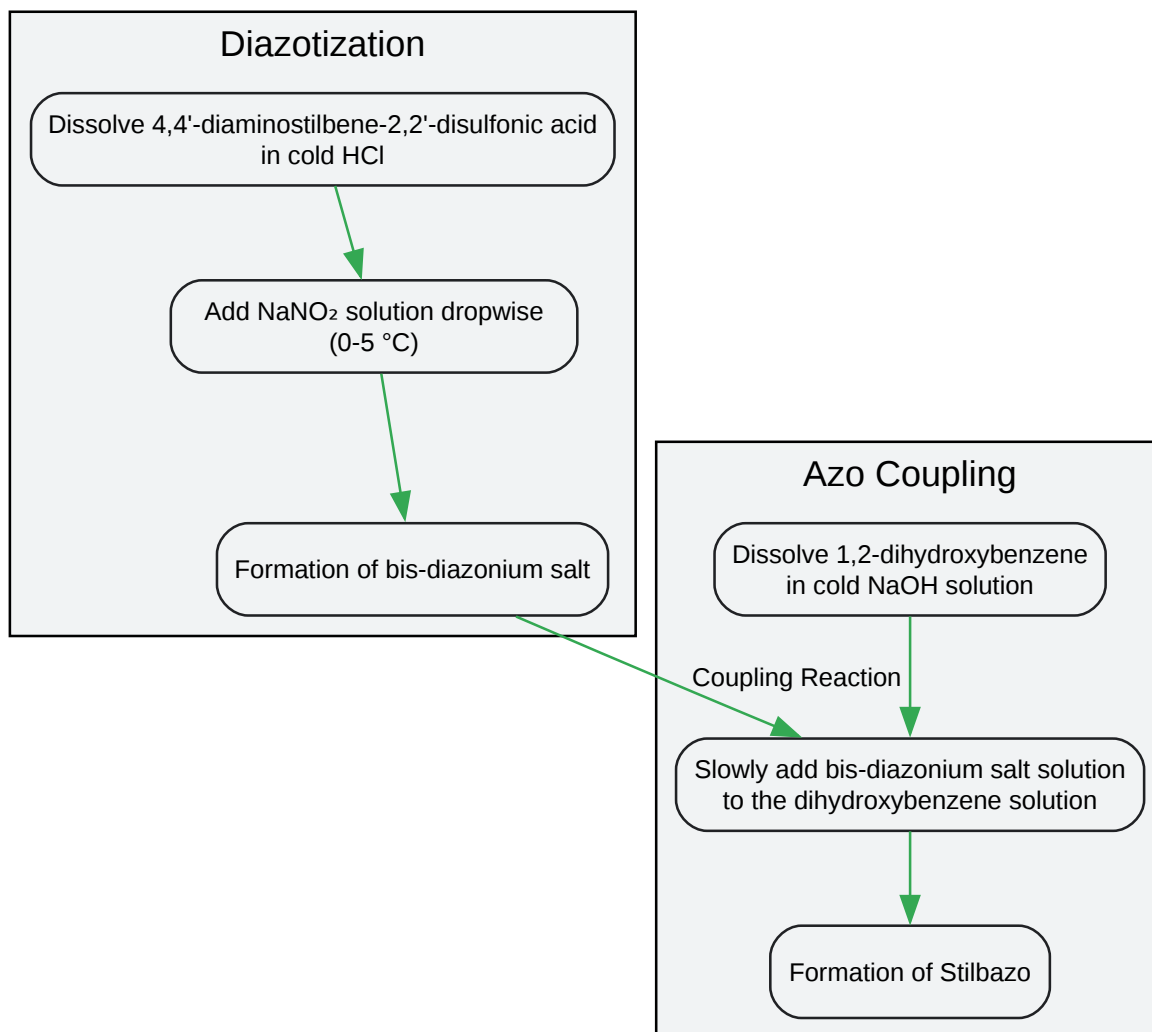 Diazotization
Dissolve 4,4'-diaminostilbene-2,2'-disulfonic acid
in cold HCl
Add NaNO₂ solution dropwise
(0-5 °C)
Formation of bis-diazonium salt
Azo Coupling
Dissolve 1,2-dihydroxybenzene
in cold NaOH solution
Coupling Reaction
Slowly add bis-diazonium salt solution
to the dihydroxybenzene solution
Formation of Stilbazo